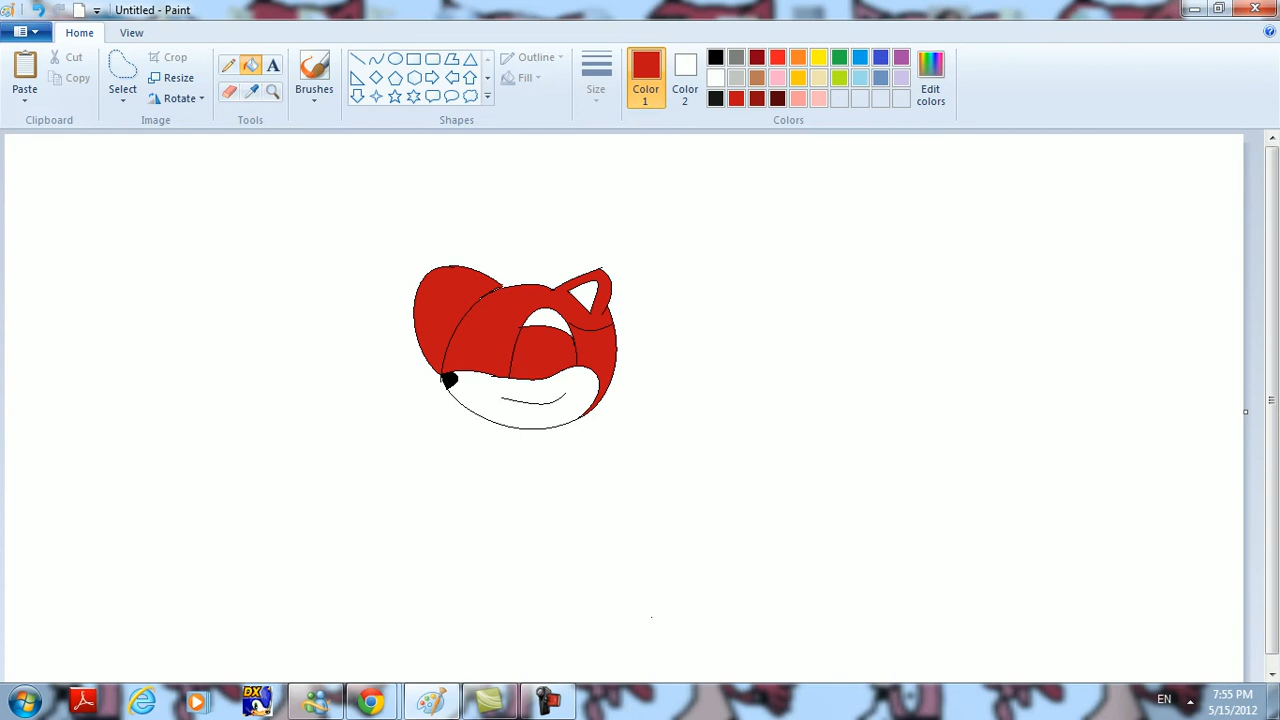 Untitled - Paint
Home View
Paste
Cut
Copy
Select
Crop
Resize
Rotate
A
Brushes
Outline
Fill
Size
Color 1
Color 2
Edit colors
Clipboard Image Tools Shapes Colors
DX
EN
7:55 PM
5/15/2012